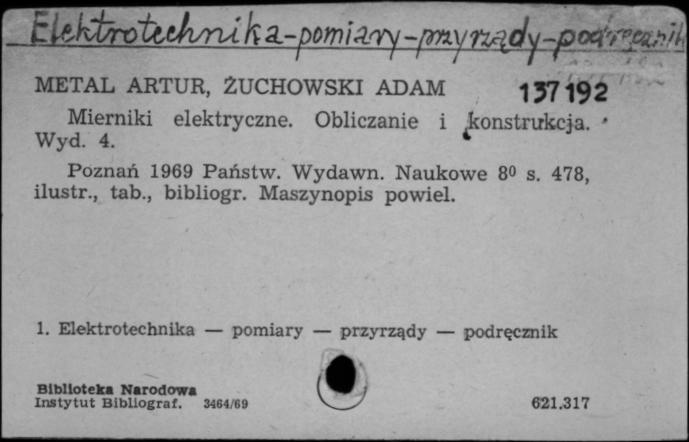 Elektrotechnika-pomiary-przyrządy-podręcznik
METAL ARTUR, ŻUCHOWSKI ADAM 137192
Mierniki elektryczne. Obliczanie i konstrukcja.
Wyd. 4.
Poznań 1969 Państw. Wydawn. Naukowe 8⁰ s. 478,
ilustr., tab., bibliogr. Maszynopis powiel.
1. Elektrotechnika — pomiary — przyrządy — podręcznik
Biblioteka Narodowa
Instytut Bibliograf. 3464/69 621.317